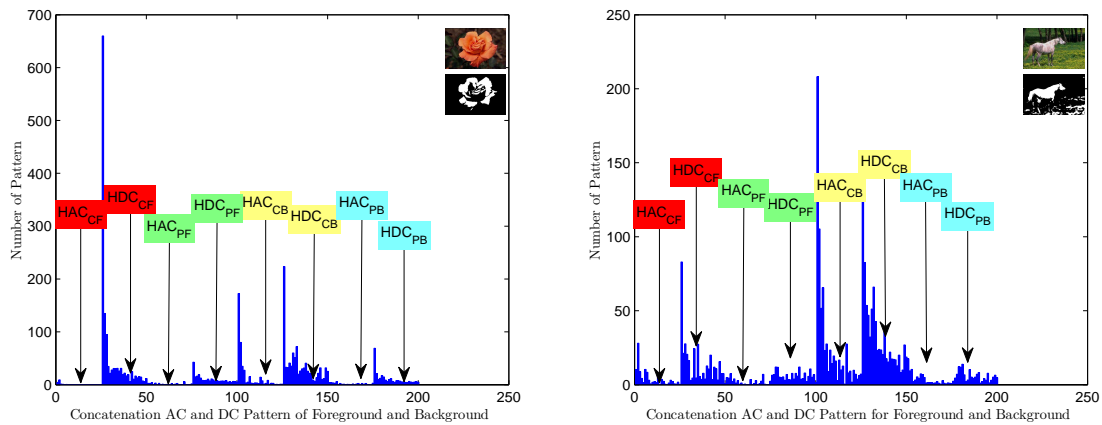 700
600
500
400
300
200
100
0
Number of Pattern
HAC_CF
HDC_CF
HAC_PF
HDC_PF
HAC_CB
HDC_CB
HAC_PB
HDC_PB
0 50 100 150 200 250
Concatenation AC and DC Pattern of Foreground and Background
250
200
150
100
50
0
Number of Pattern
HAC_CF
HDC_CF
HAC_PF
HDC_PF
HAC_CB
HDC_CB
HAC_PB
HDC_PB
0 50 100 150 200 250
Concatenation AC and DC Pattern for Foreground and Background